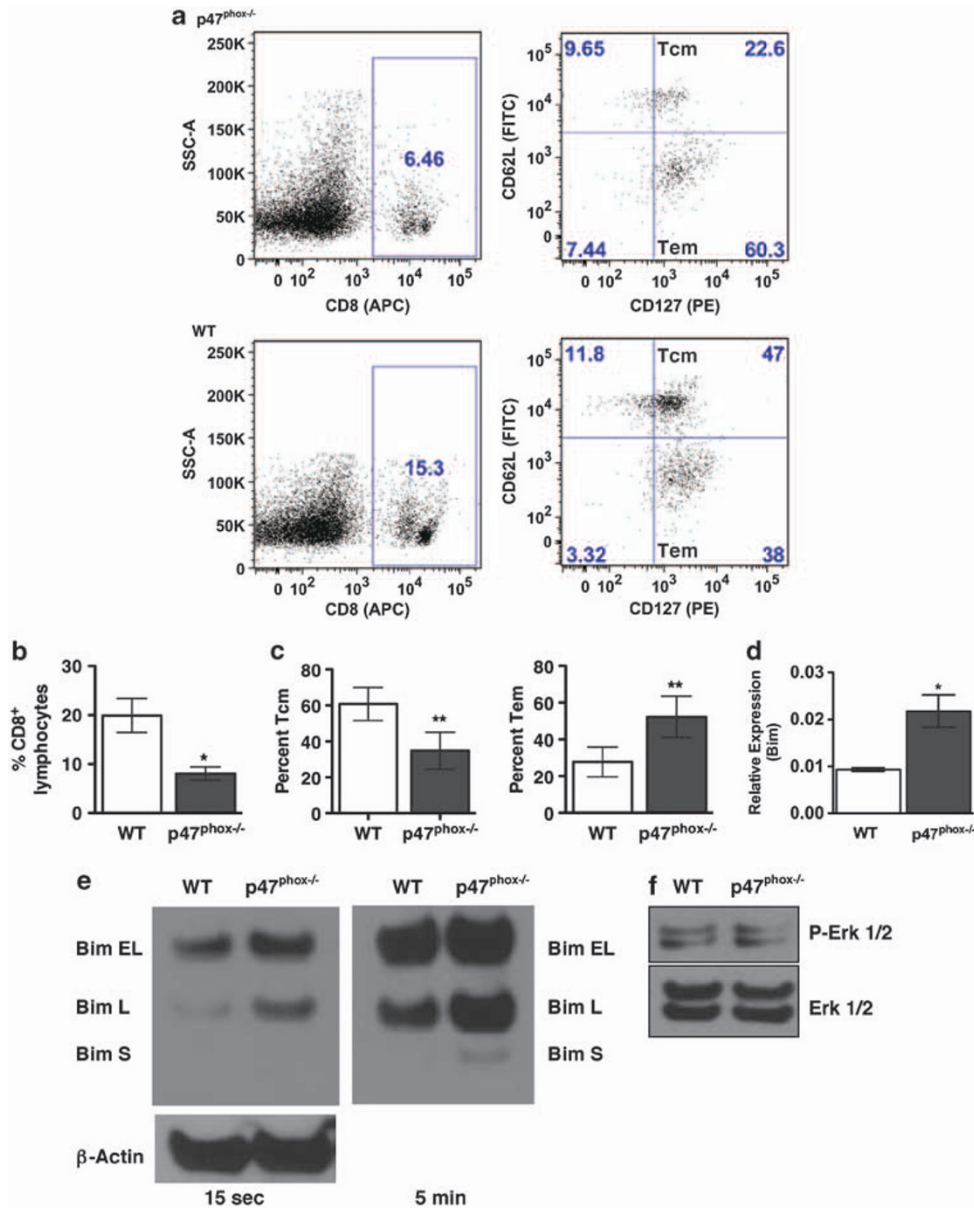 a p47phox-/-
250K
200K
150K
100K
50K
0
SSC-A
6.46
0 10² 10³ 10⁴ 10⁵
CD8 (APC)
9.65 Tcm 22.6
10⁵
10⁴
10³
10²
0
CD62L (FITC)
7.44 Tem 60.3
0 10² 10³ 10⁴ 10⁵
CD127 (PE)
WT
250K
200K
150K
100K
50K
0
SSC-A
15.3
0 10² 10³ 10⁴ 10⁵
CD8 (APC)
11.8 Tcm 47
10⁵
10⁴
10³
10²
0
CD62L (FITC)
3.32 Tem 38
0 10² 10³ 10⁴ 10⁵
CD127 (PE)
b
% CD8⁺
lymphocytes
30
20
10
0
*
WT p47phox-/-
c
Percent Tcm
80
60
40
20
0
**
WT p47phox-/-
Percent Tem
80
60
40
20
0
**
WT p47phox-/-
d
Relative Expression
(Bim)
0.03
0.02
0.01
0.00
*
WT p47phox-/-
e
WT p47phox-/- WT p47phox-/-
Bim EL Bim EL
Bim L Bim L
Bim S Bim S
β-Actin
15 sec 5 min
f
WT p47phox-/-
P-Erk 1/2
Erk 1/2